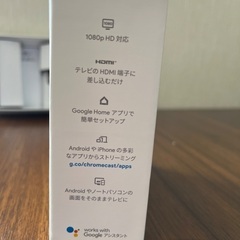 1080p HD 対応
HDMI
テレビの HDMI 端子に
差し込むだけ
Google Home アプリで
簡単セットアップ
Android や iPhone の多彩
なアプリからストリーミング
g.co/chromecast/apps
Android やノートパソコンの
画面をそのままテレビに
works with
Google アシスタント